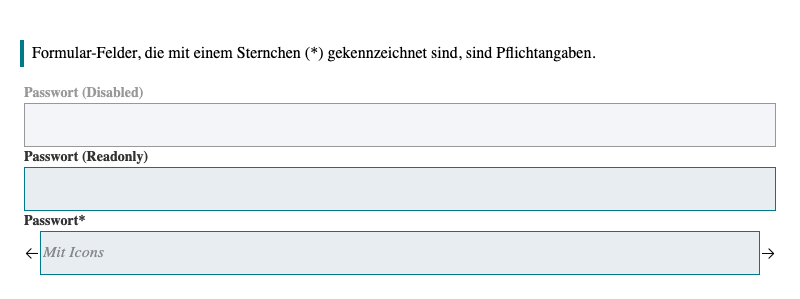 Formular-Felder, die mit einem Sternchen (*) gekennzeichnet sind, sind Pflichtangaben.
Passwort (Disabled)
Passwort (Readonly)
Passwort*
← Mit Icons →